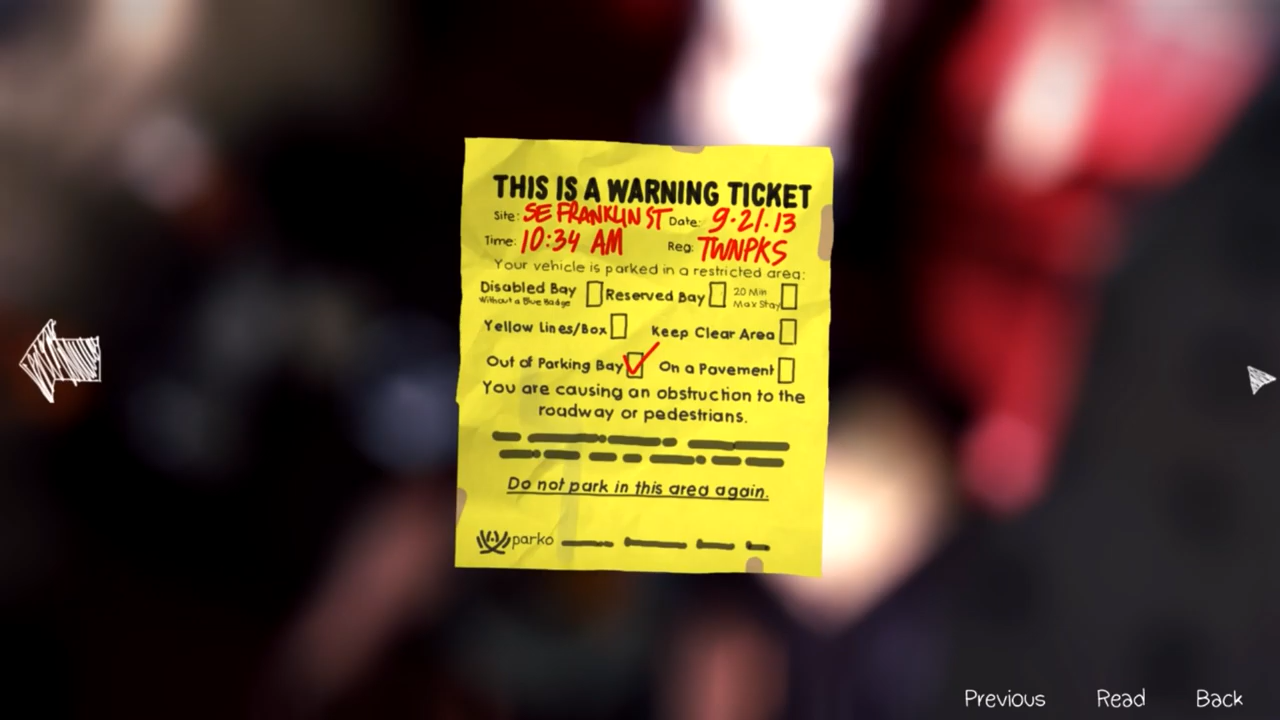 THIS IS A WARNING TICKET
Site: SE FRANKLIN ST Date: 9.21.13
Time: 10:34 AM Reg: TWNPKS
Your vehicle is parked in a restricted area:
Disabled Bay Reserved Bay 20 Min
Without a Blue Badge Max Stay
Yellow Lines/Box Keep Clear Area
Out of Parking Bay On a Pavement
You are causing an obstruction to the
roadway or pedestrians.
Do not park in this area again.
parko
Previous Read Back